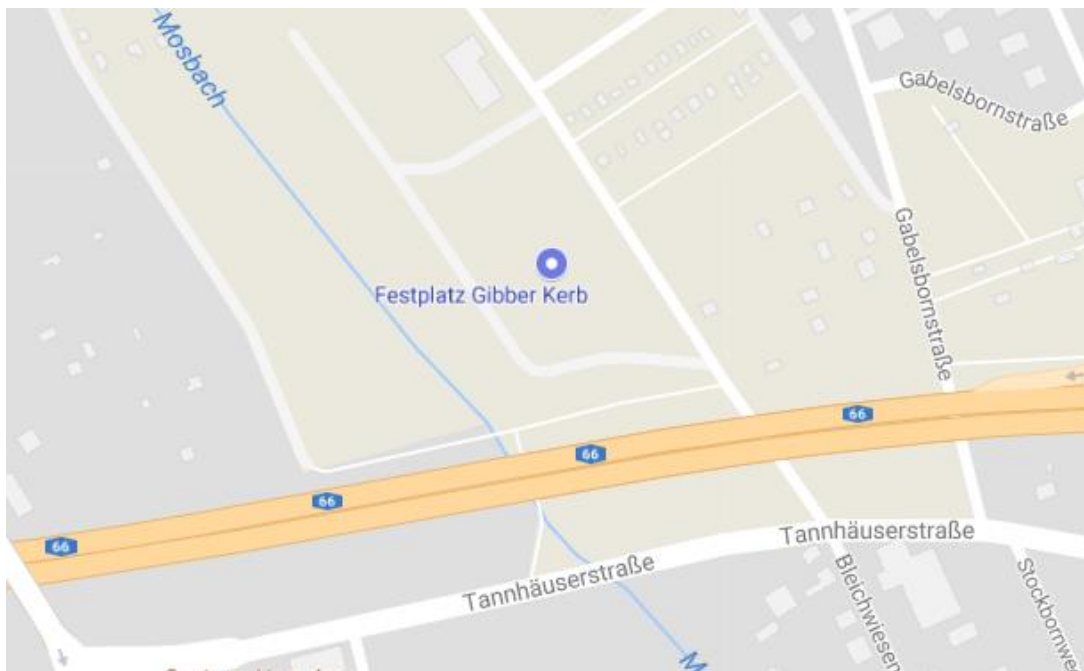 Mosbach
Gabelsbornstraße
Gabelsbornstraße
Festplatz Gibber Kerb
66
66
66
66
Tannhäuserstraße
Tannhäuserstraße
Bleichwiesen
Stockbornwe
M